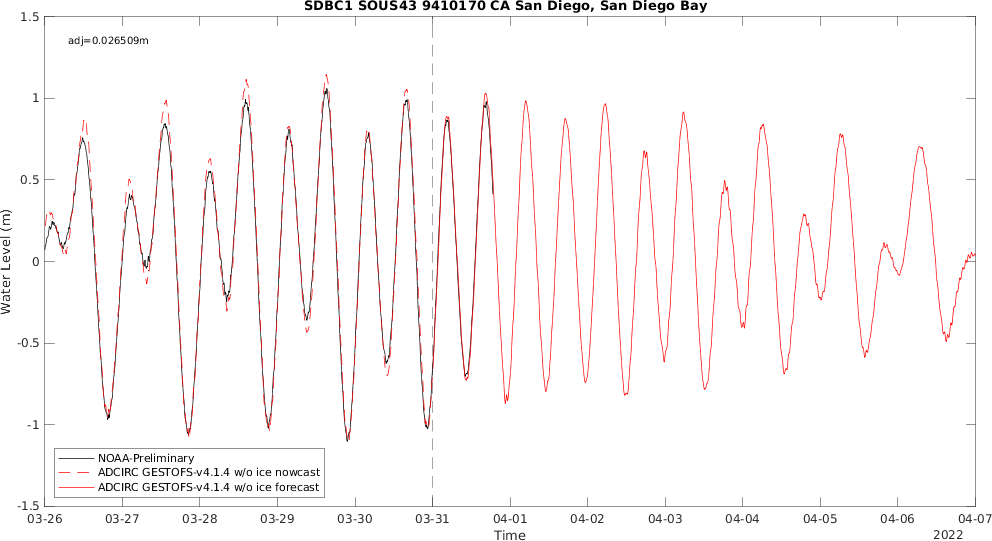 SDBC1 SOUS43 9410170 CA San Diego, San Diego Bay
adj=0.026509m
1.5
1
0.5
0
-0.5
-1
-1.5
Water Level (m)
NOAA-Preliminary
ADCIRC GESTOFS-v4.1.4 w/o ice nowcast
ADCIRC GESTOFS-v4.1.4 w/o ice forecast
03-26 03-27 03-28 03-29 03-30 03-31 04-01 04-02 04-03 04-04 04-05 04-06 04-07
Time
2022